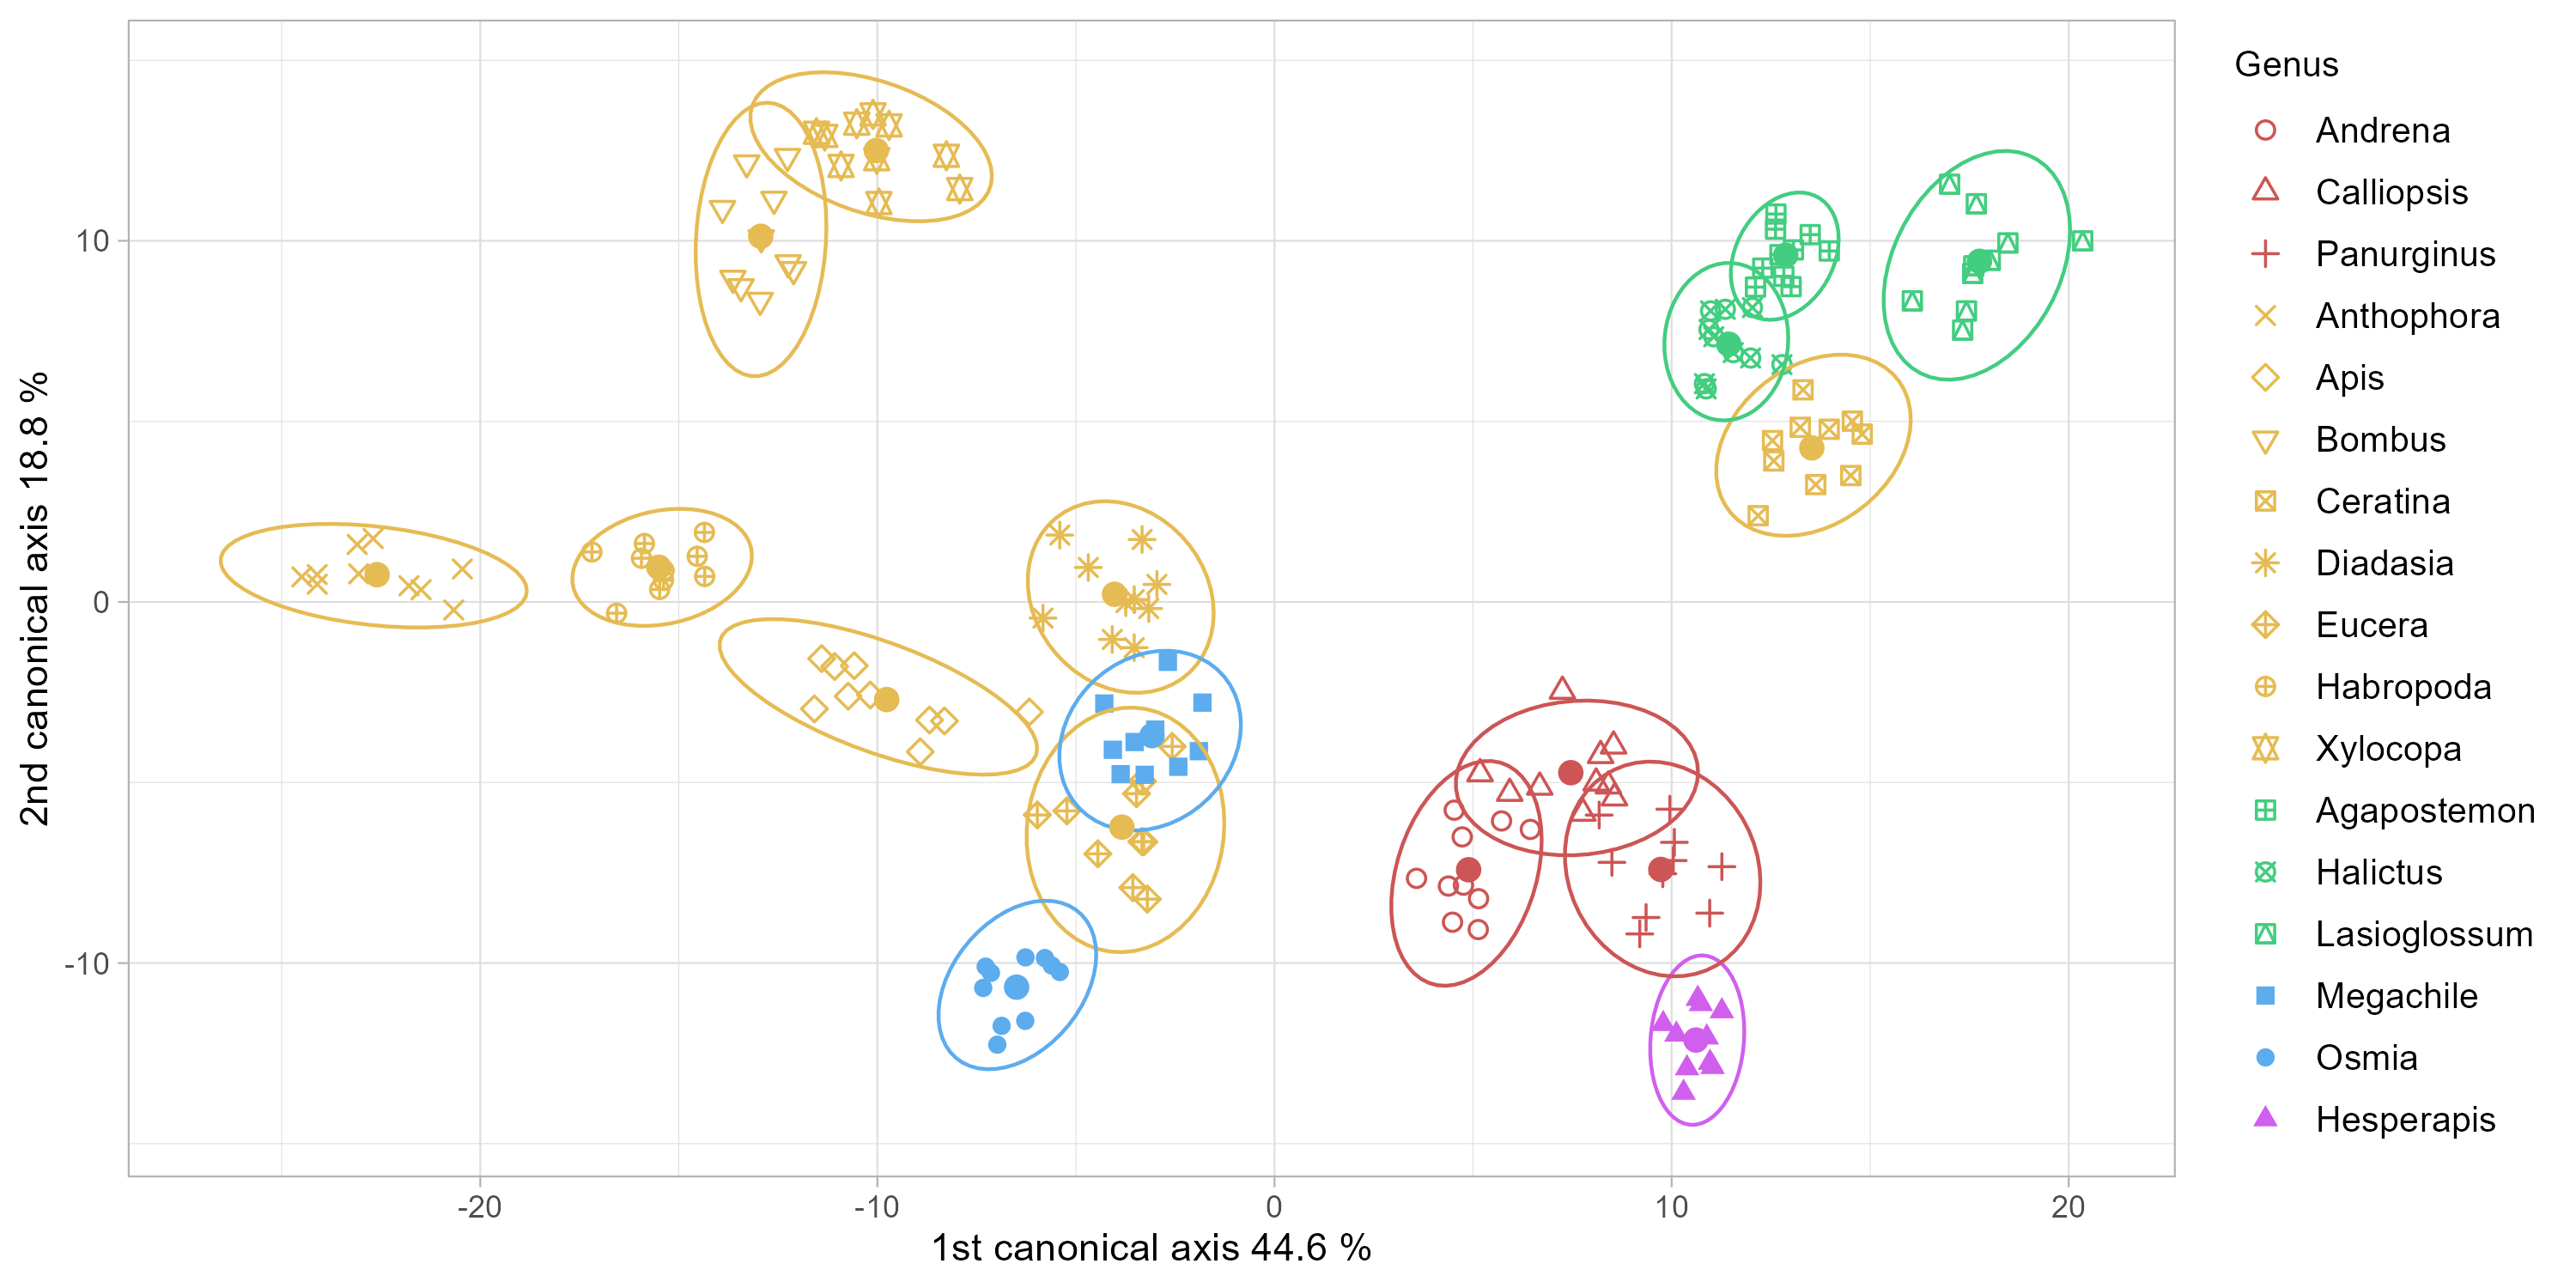 Genus
Andrena
Calliopsis
Panurginus
Anthophora
Apis
Bombus
Ceratina
Diadasia
Eucera
Habropoda
Xylocopa
Agapostemon
Halictus
Lasioglossum
Megachile
Osmia
Hesperapis
2nd canonical axis 18.8 %
10
0
-10
-20
-10
0
10
20
1st canonical axis 44.6 %